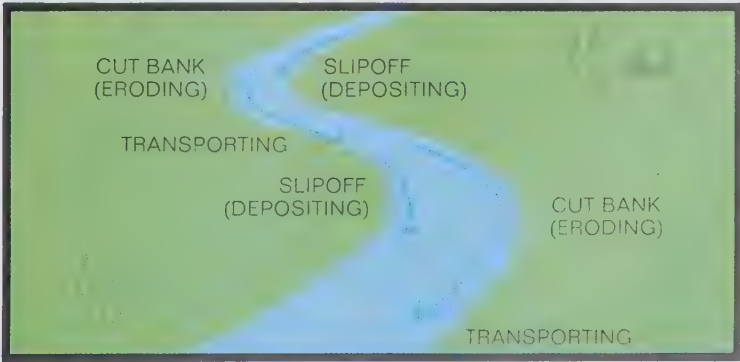 CUT BANK
(ERODING)
SLIPOFF
(DEPOSITING)
TRANSPORTING
SLIPOFF
(DEPOSITING)
CUT BANK
(ERODING)
TRANSPORTING